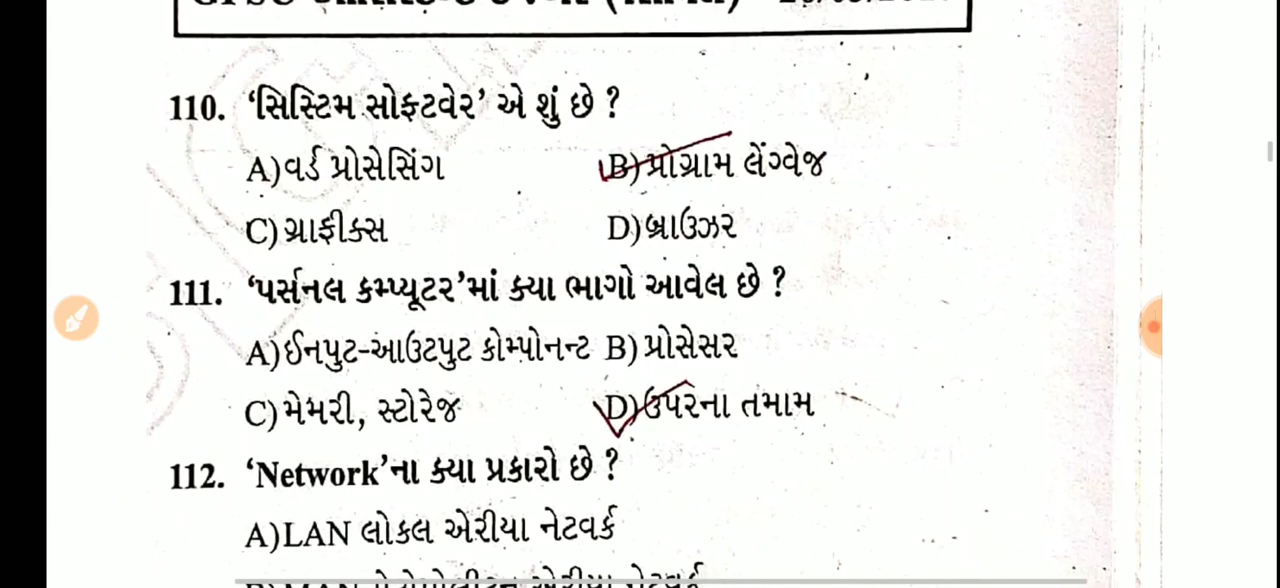 110. ‘સિસ્ટિમ સોફટવેર’ એ શું છે ?
A)વર્ડ પ્રોસેસિંગ B)પ્રોગ્રામ લેંગ્વેજ
C)ગ્રાફીક્સ D)બ્રાઉઝર
111. ‘પર્સનલ કમ્પ્યૂટર’માં ક્યા ભાગો આવેલ છે ?
A)ઈનપુટ-આઉટપુટ કોમ્પોનન્ટ B)પ્રોસેસર
C)મેમરી, સ્ટોરેજ D)ઉપરના તમામ
112. ‘Network’ના ક્યા પ્રકારો છે ?
A)LAN લોકલ એરીયા નેટવર્ક